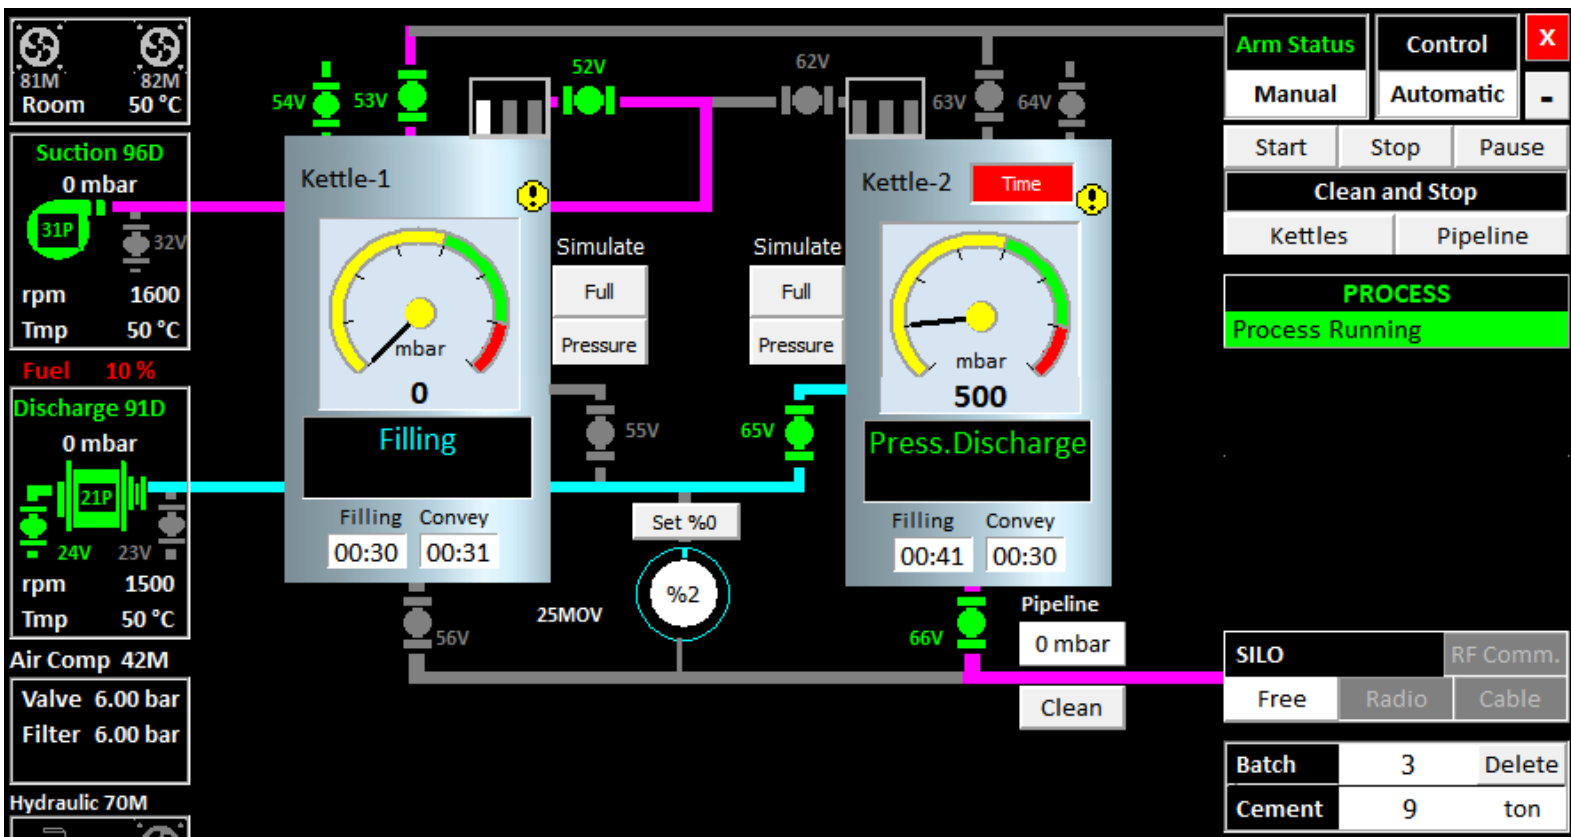 81M 82M
Room 50 °C
Suction 96D
0 mbar
31P
32V
rpm 1600
Tmp 50 °C
Fuel 10 %
Discharge 91D
0 mbar
21P
24V 23V
rpm 1500
Tmp 50 °C
Air Comp 42M
Valve 6.00 bar
Filter 6.00 bar
Hydraulic 70M
54V 53V
52V
62V
63V 64V
Kettle-1
mbar
0
Filling
Filling Convey
00:30 00:31
56V
Simulate
Full
Pressure
55V
Simulate
Full
Pressure
65V
Set %0
%2
25MOV
Kettle-2
Time
mbar
500
Press.Discharge
Filling Convey
00:41 00:30
66V
Pipeline
0 mbar
Clean
Arm Status Control X
Manual Automatic -
Start Stop Pause
Clean and Stop
Kettles Pipeline
PROCESS
Process Running
SILO RF Comm.
Free Radio Cable
Batch 3 Delete
Cement 9 ton